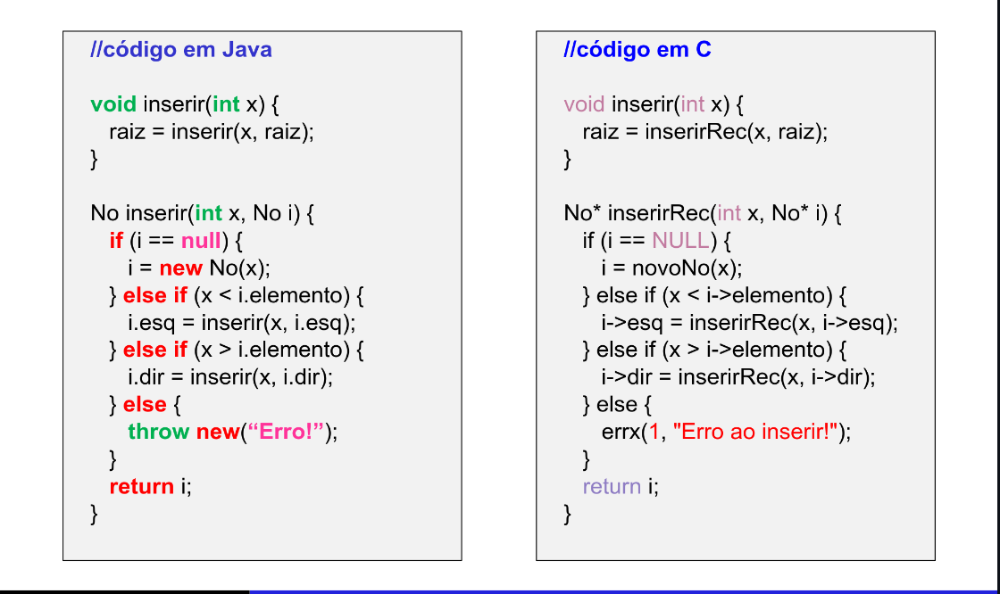 //código em Java
void inserir(int x) {
raiz = inserir(x, raiz);
}
No inserir(int x, No i) {
if (i == null) {
i = new No(x);
} else if (x < i.elemento) {
i.esq = inserir(x, i.esq);
} else if (x > i.elemento) {
i.dir = inserir(x, i.dir);
} else {
throw new(“Erro!”);
}
return i;
}
//código em C
void inserir(int x) {
raiz = inserirRec(x, raiz);
}
No* inserirRec(int x, No* i) {
if (i == NULL) {
i = novoNo(x);
} else if (x < i->elemento) {
i->esq = inserirRec(x, i->esq);
} else if (x > i->elemento) {
i->dir = inserirRec(x, i->dir);
} else {
errx(1, "Erro ao inserir!");
}
return i;
}